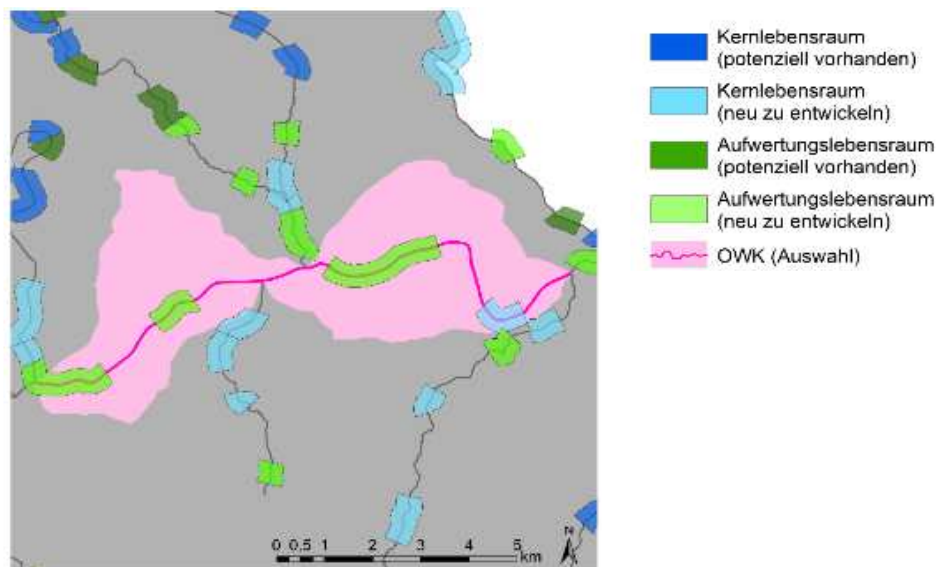 Kernlebensraum
(potenziell vorhanden)
Kernlebensraum
(neu zu entwickeln)
Aufwertungslebensraum
(potenziell vorhanden)
Aufwertungslebensraum
(neu zu entwickeln)
OWK (Auswahl)
0 0,5 1 2 3 4 5
km
N